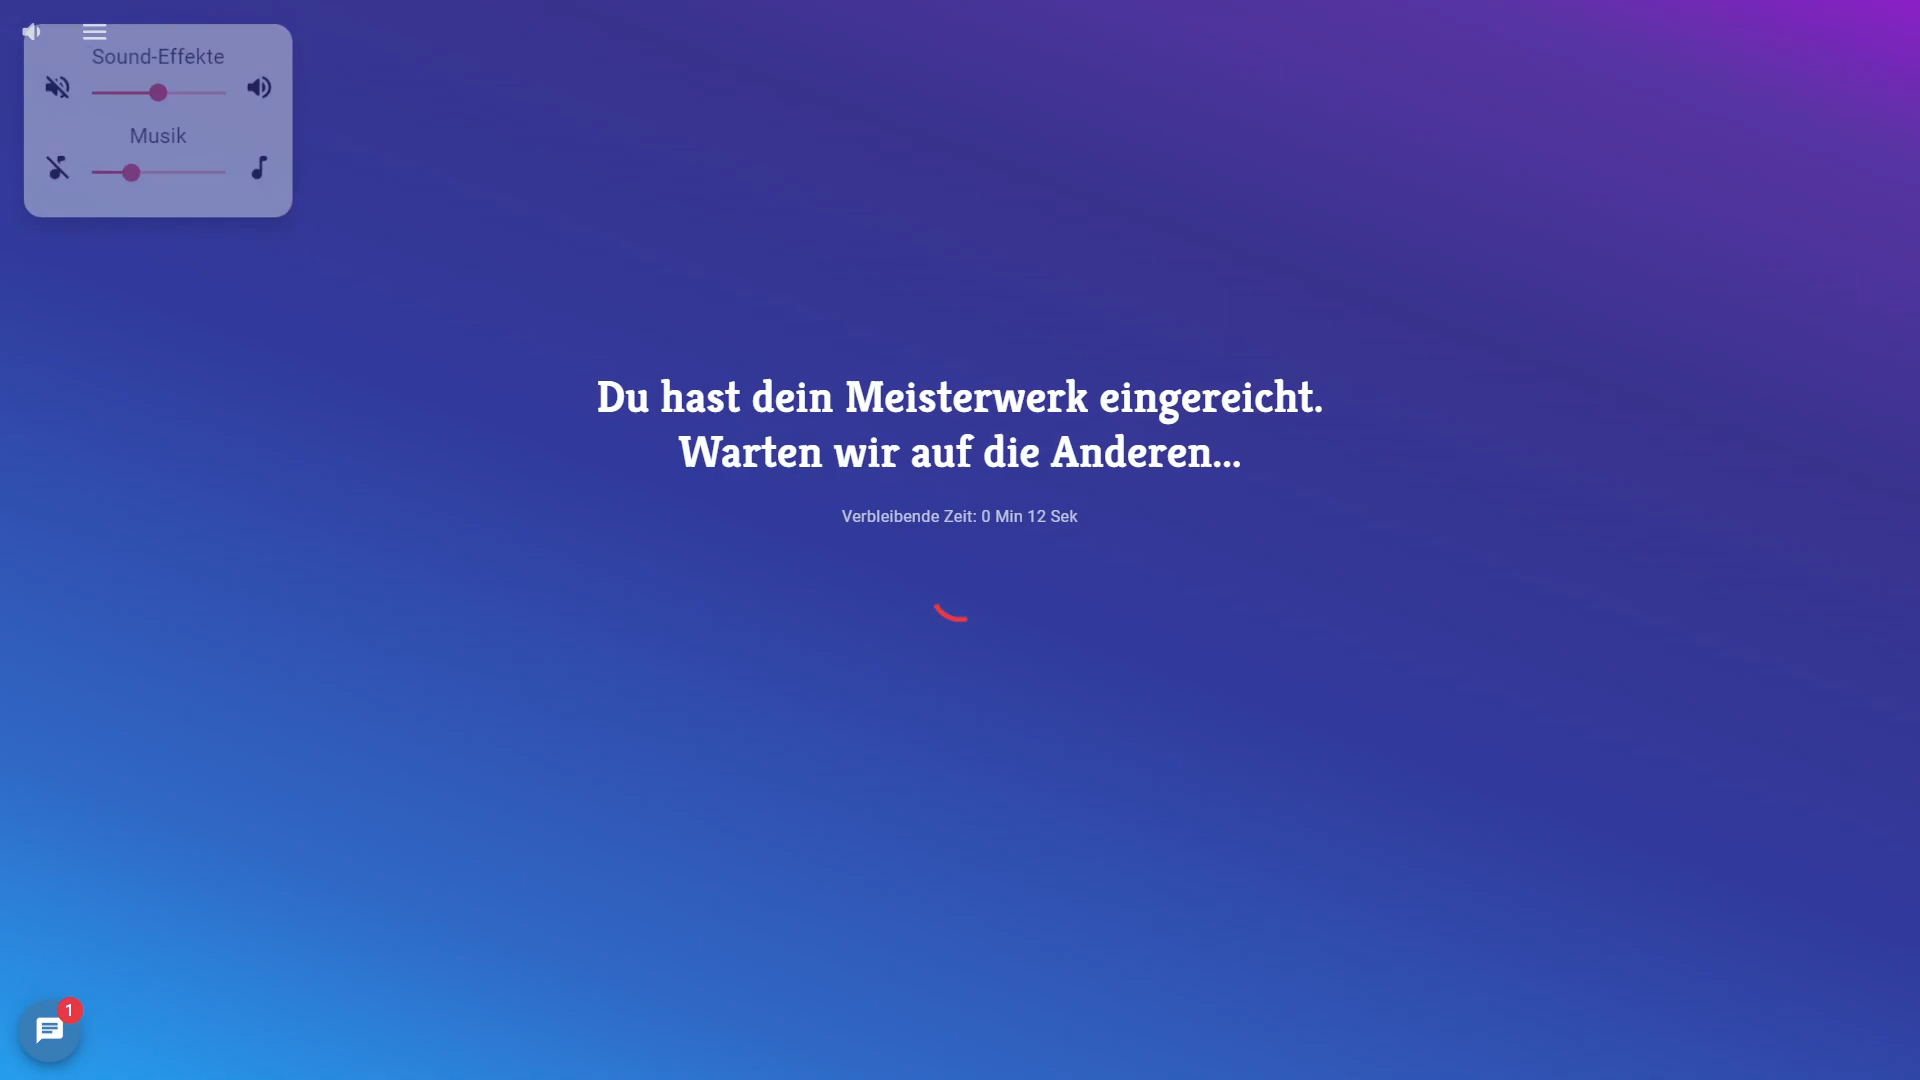 Sound-Effekte
Musik
Du hast dein Meisterwerk eingereicht.
Warten wir auf die Anderen...
Verbleibende Zeit: 0 Min 12 Sek
1